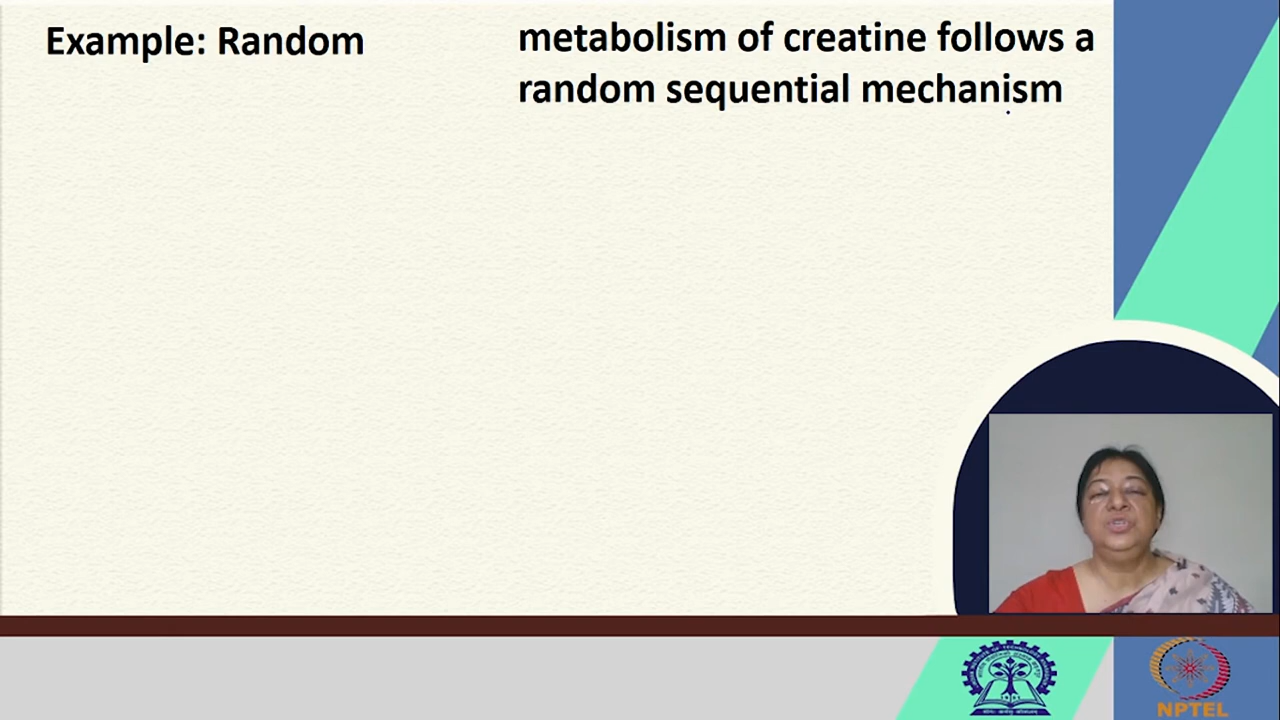 Example: Random
metabolism of creatine follows a
random sequential mechanism
NPTEL